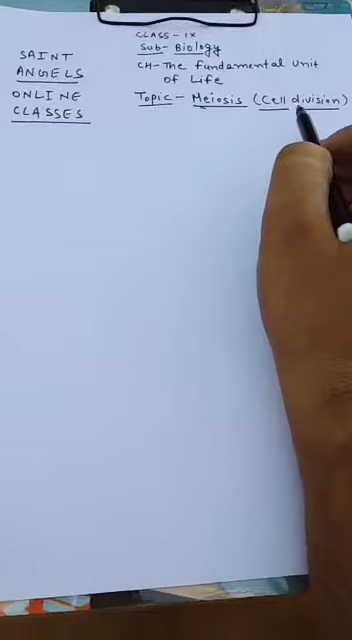 SAINT
ANGELS
ONLINE
CLASSES
CLASS - IX
Sub - Biology
CH - The fundamental Unit
of Life
Topic - Meiosis (Cell division)